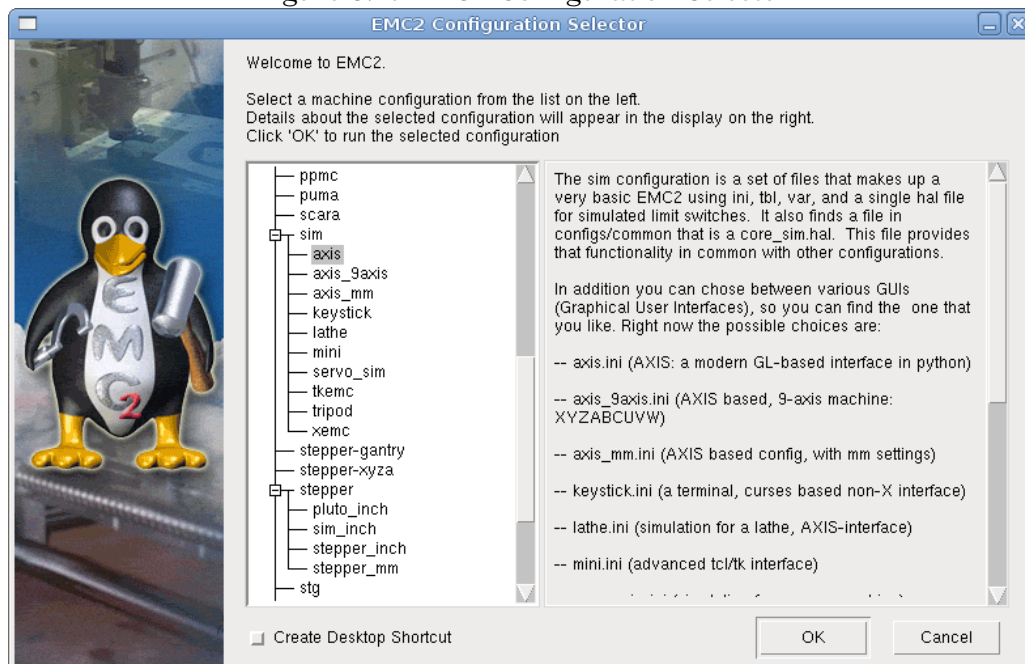 EMC2 Configuration Selector
Welcome to EMC2.
Select a machine configuration from the list on the left.
Details about the selected configuration will appear in the display on the right.
Click 'OK' to run the selected configuration
ppmc
puma
scara
sim
axis
axis_9axis
axis_mm
keystick
lathe
mini
servo_sim
tkemc
tripod
xemc
stepper-gantry
stepper-xyza
stepper
pluto_inch
sim_inch
stepper_inch
stepper_mm
stg
The sim configuration is a set of files that makes up a
very basic EMC2 using ini, tbl, var, and a single hal file
for simulated limit switches. It also finds a file in
configs/common that is a core_sim.hal. This file provides
that functionality in common with other configurations.
In addition you can chose between various GUIs
(Graphical User Interfaces), so you can find the one that
you like. Right now the possible choices are:
-- axis.ini (AXIS: a modern GL-based interface in python)
-- axis_9axis.ini (AXIS based, 9-axis machine:
XYZABCUVW)
-- axis_mm.ini (AXIS based config, with mm settings)
-- keystick.ini (a terminal, curses based non-X interface)
-- lathe.ini (simulation for a lathe, AXIS-interface)
-- mini.ini (advanced tcl/tk interface)
EMC2
Create Desktop Shortcut
OK
Cancel